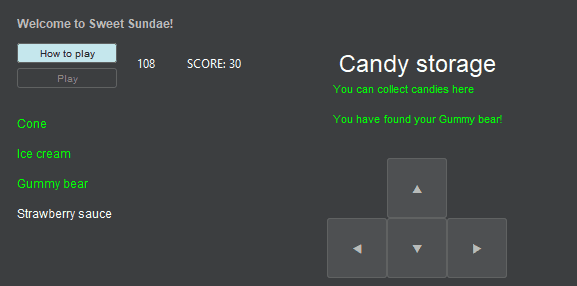 Welcome to Sweet Sundae!
How to play
Play
108
SCORE: 30
Cone
Ice cream
Gummy bear
Strawberry sauce
Candy storage
You can collect candies here
You have found your Gummy bear!